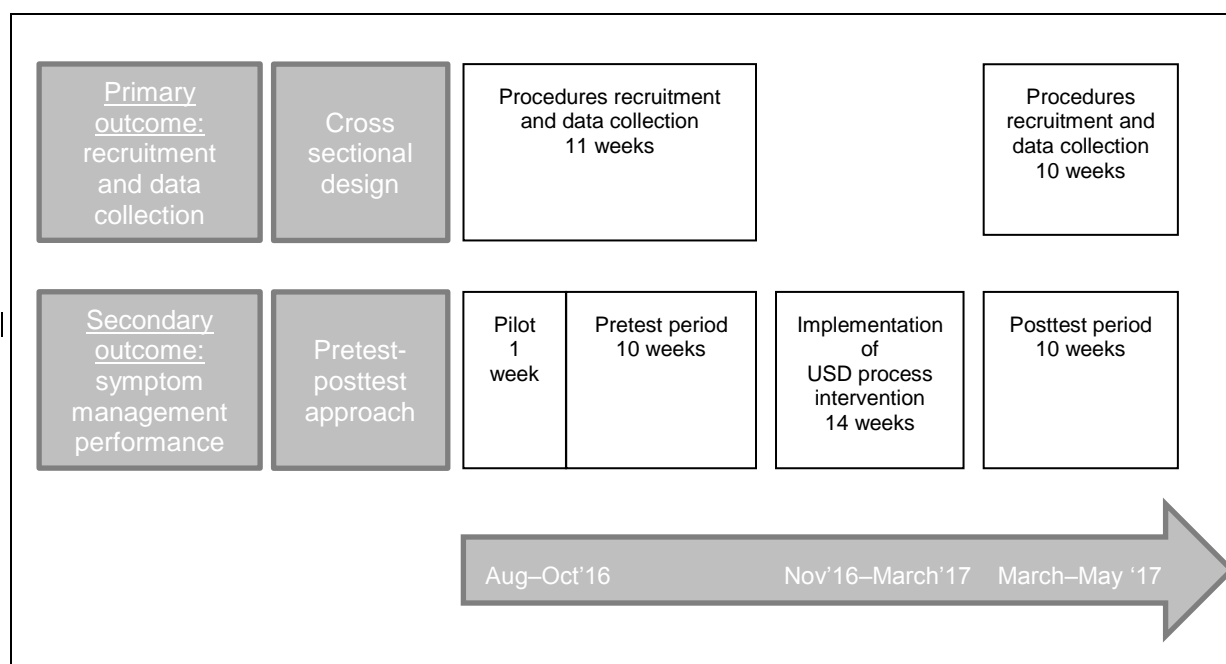 Primary
outcome:
recruitment
and data
collection
Cross
sectional
design
Procedures recruitment
and data collection
11 weeks
Procedures
recruitment and
data collection
10 weeks
Secondary
outcome:
symptom
management
performance
Pretest-
posttest
approach
Pilot
1
week
Pretest period
10 weeks
Implementation
of
USD process
intervention
14 weeks
Posttest period
10 weeks
Aug–Oct’16
Nov’16–March’17
March–May ‘17